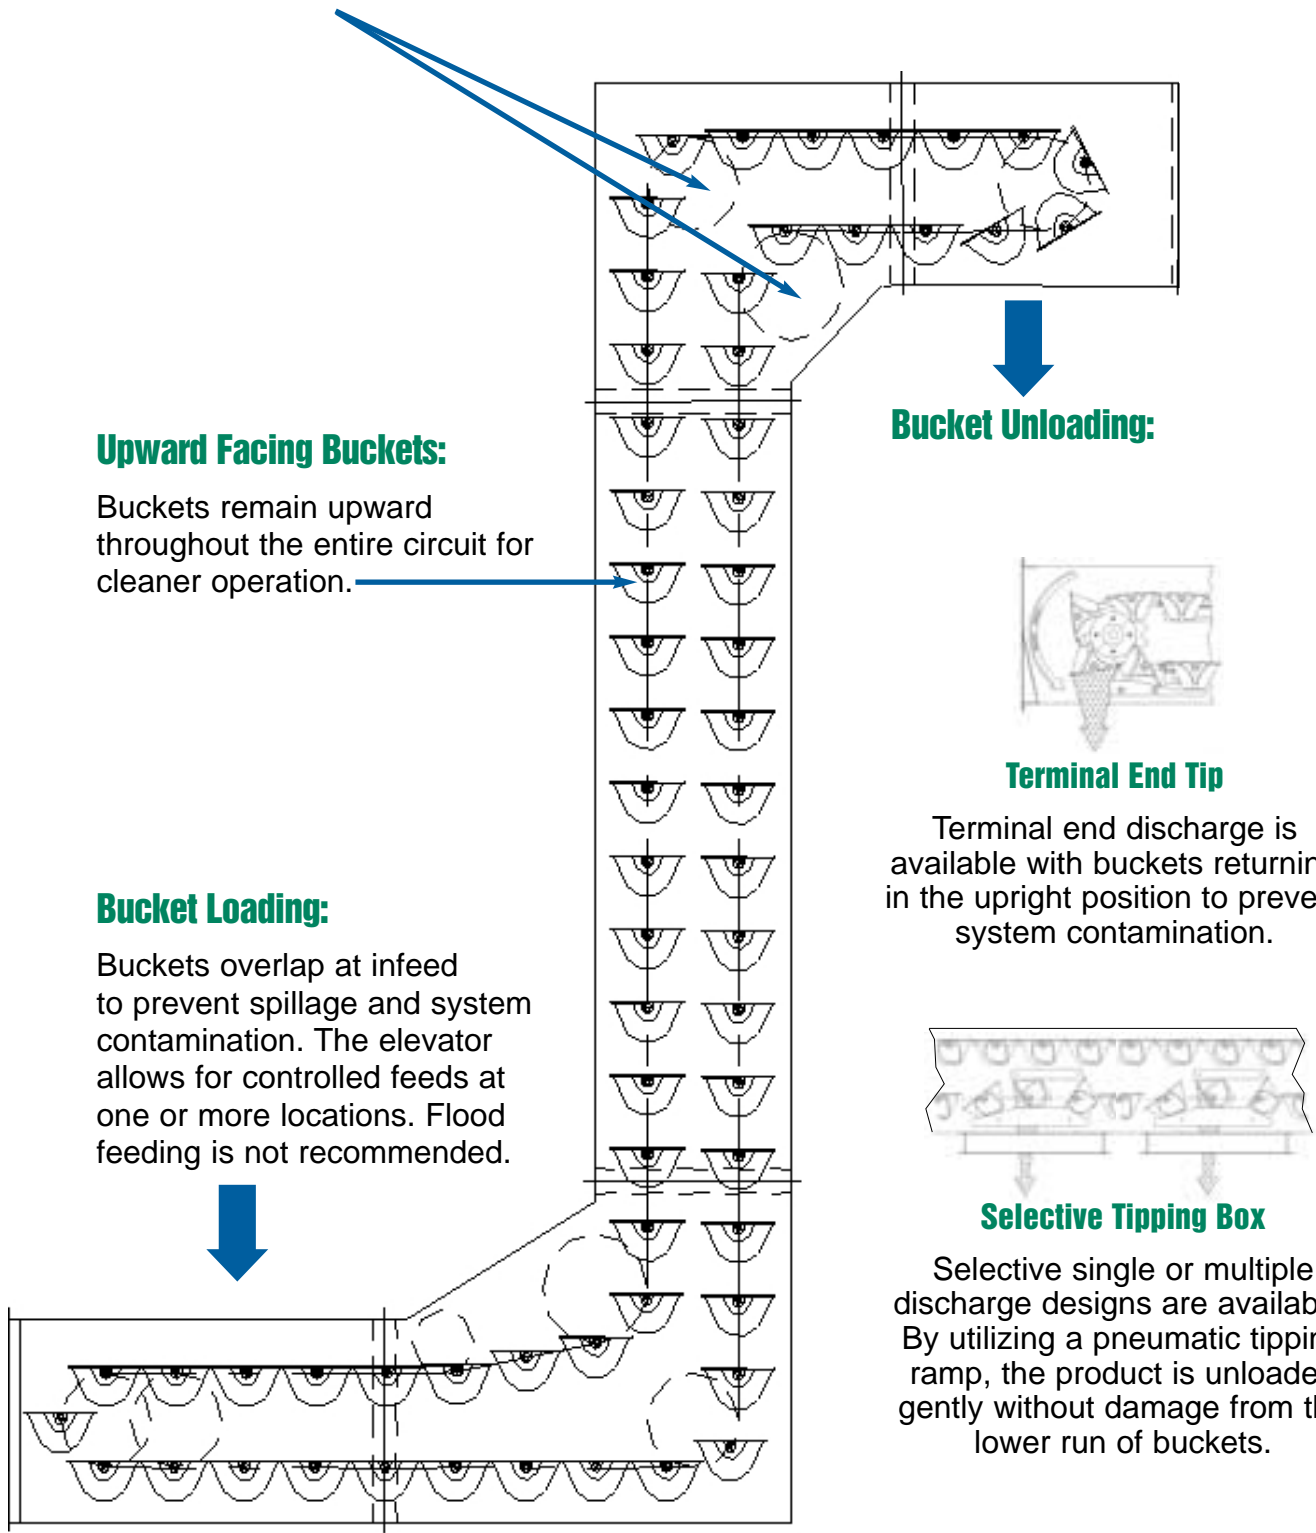 Upward Facing Buckets:
Buckets remain upward
throughout the entire circuit for
cleaner operation.
Bucket Loading:
Buckets overlap at infeed
to prevent spillage and system
contamination. The elevator
allows for controlled feeds at
one or more locations. Flood
feeding is not recommended.
Bucket Unloading:
Terminal End Tip
Terminal end discharge is
available with buckets returnin
in the upright position to preve
system contamination.
Selective Tipping Box
Selective single or multiple
discharge designs are availab
By utilizing a pneumatic tippin
ramp, the product is unloade
gently without damage from th
lower run of buckets.